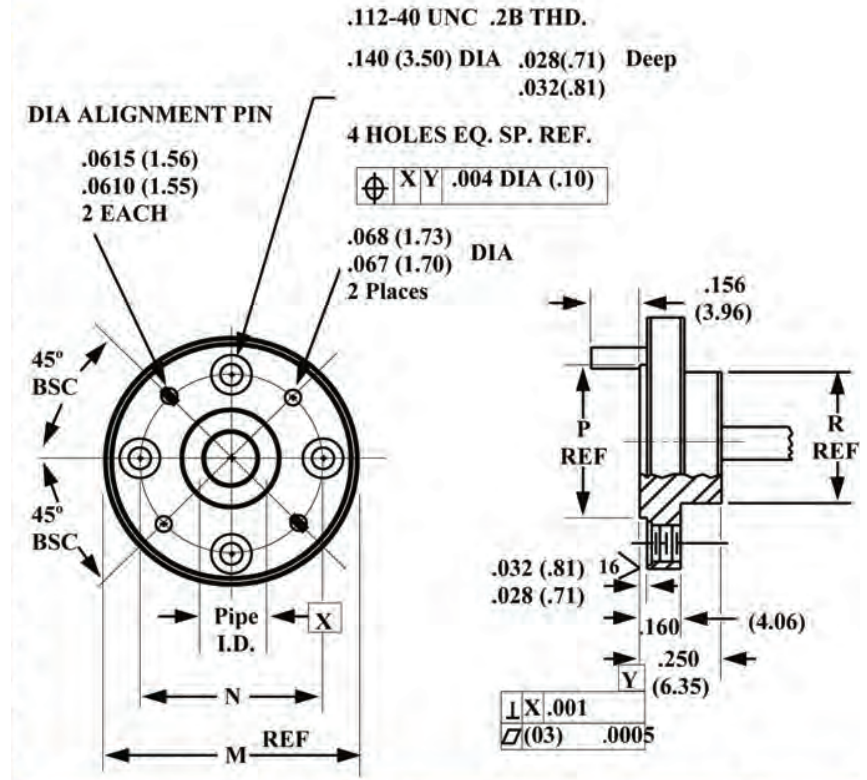 .112-40 UNC .2B THD.
.140 (3.50) DIA .028(.71) Deep
.032(.81)
DIA ALIGNMENT PIN
4 HOLES EQ. SP. REF.
.0615 (1.56)
.0610 (1.55)
2 EACH
X Y .004 DIA (.10)
.068 (1.73)
.067 (1.70) DIA
2 Places
.156
(3.96)
45º
BSC
P
REF
R
REF
45º
BSC
.032 (.81) 16
.028 (.71)
Pipe
I.D.
X
.160 (4.06)
.250
(6.35)
Y
N
⊥ X .001
⏥ (03) .0005
REF
M